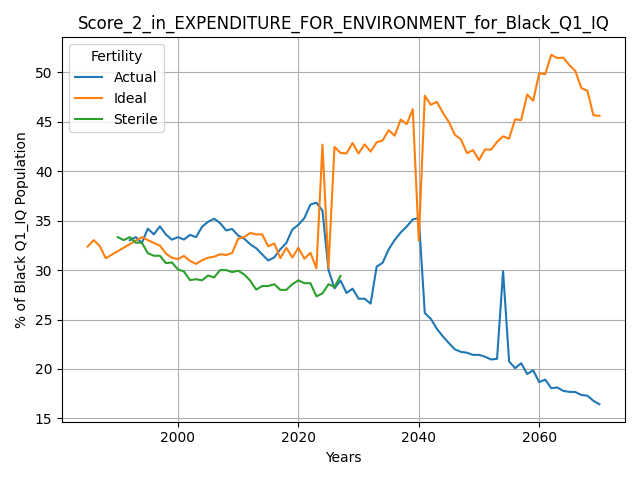 Score_2_in_EXPENDITURE_FOR_ENVIRONMENT_for_Black_Q1_IQ
Fertility
Actual
Ideal
Sterile
% of Black Q1_IQ Population
50
45
40
35
30
25
20
15
2000
2020
2040
2060
Years